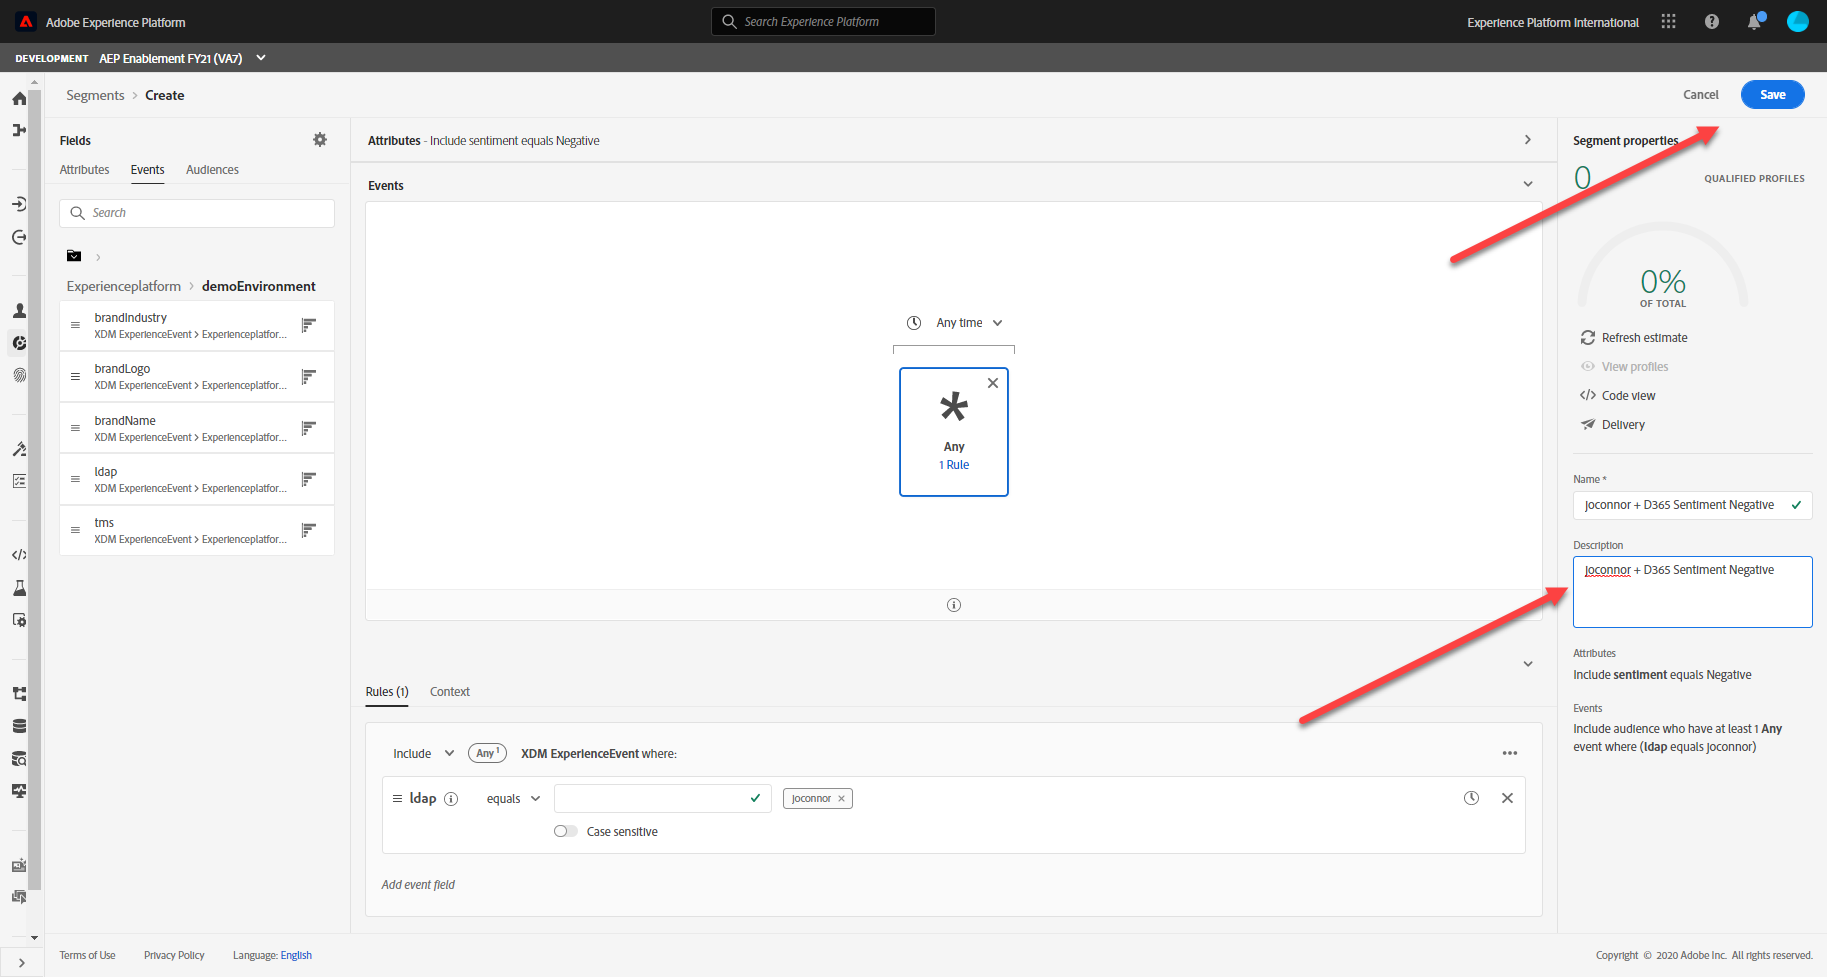 Adobe Experience Platform
Search Experience Platform
Experience Platform International
DEVELOPMENT AEP Enablement FY21 (VA7)
Segments > Create
Cancel
Save
Fields
Attributes
Events
Audiences
Search
Experienceplatform > demoEnvironment
brandIndustry
XDM ExperienceEvent > Experienceplatfor...
brandLogo
XDM ExperienceEvent > Experienceplatfor...
brandName
XDM ExperienceEvent > Experienceplatfor...
ldap
XDM ExperienceEvent > Experienceplatfor...
tms
XDM ExperienceEvent > Experienceplatfor...
Attributes - Include sentiment equals Negative
Events
Any time
Any
1 Rule
Rules (1)
Context
Include
Any 1
XDM ExperienceEvent where:
ldap
equals
joconnor
Case sensitive
Add event field
Segment properties
0
QUALIFIED PROFILES
0%
OF TOTAL
Refresh estimate
View profiles
Code view
Delivery
Name *
joconnor + D365 Sentiment Negative
Description
joconnor + D365 Sentiment Negative
Attributes
Include sentiment equals Negative
Events
Include audience who have at least 1 Any
event where (ldap equals joconnor)
Terms of Use
Privacy Policy
Language: English
Copyright © 2020 Adobe Inc. All rights reserved.